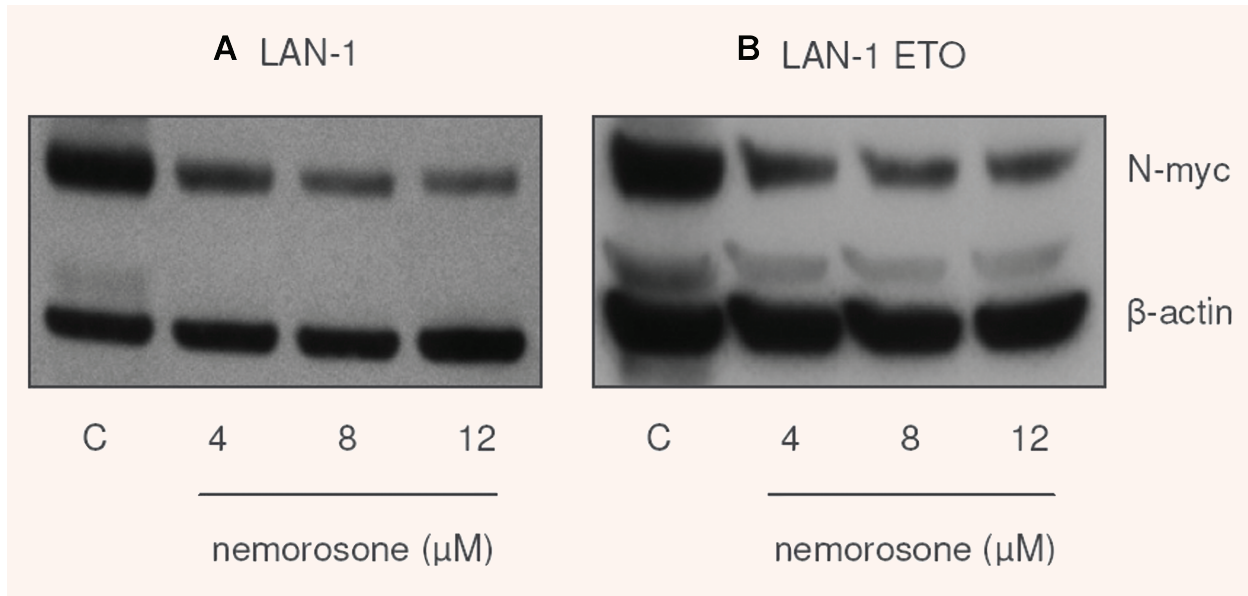 A LAN-1
B LAN-1 ETO
N-myc
β-actin
C 4 8 12
C 4 8 12
nemorosone (μM)
nemorosone (μM)